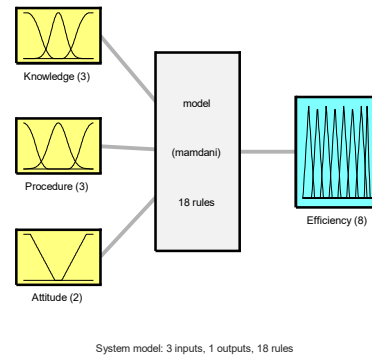 Knowledge (3)
model
(mamdani)
18 rules
Procedure (3)
Efficiency (8)
Attitude (2)
System model: 3 inputs, 1 outputs, 18 rules